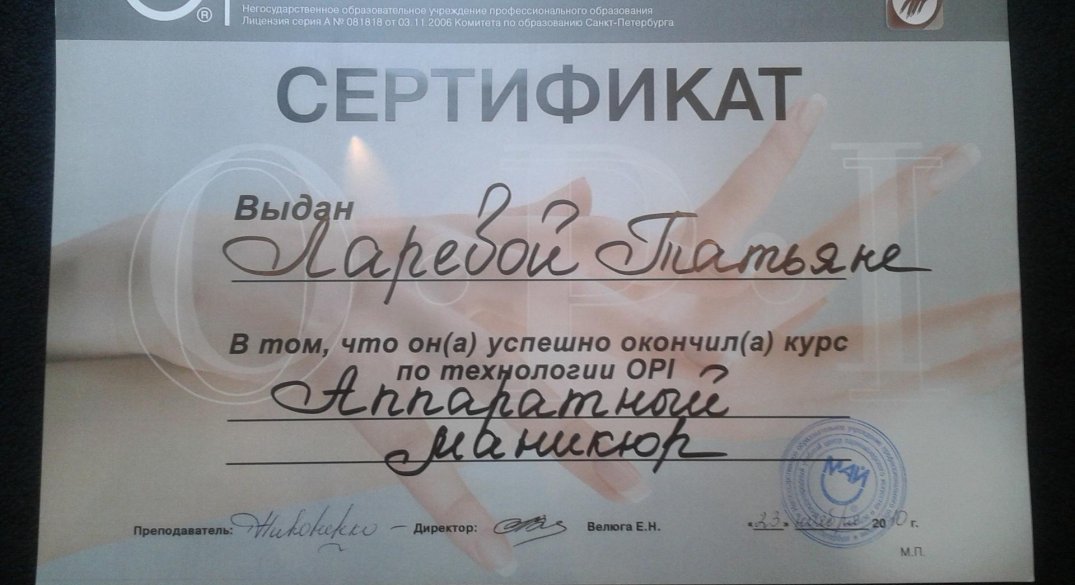 Негосударственное образовательное учреждение профессионального образования
Лицензия серия А № 081818 от 03.11.2006 Комитета по образованию Санкт-Петербурга
СЕРТИФИКАТ
O·P·I
Выдан
Ларевой Татьяне
В том, что он(а) успешно окончил(а) курс
по технологии OPI
Аппаратный
маникюр
МАЙ
Преподаватель: Директор: Велюга Е.Н. «23» ноября 2010 г.
М.П.